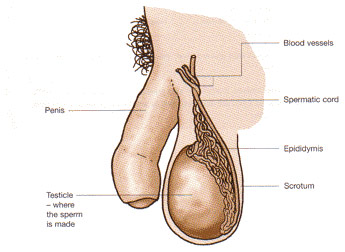 Blood vessels
Spermatic cord
Penis
Epididymis
Scrotum
Testicle
– where
the sperm
is made